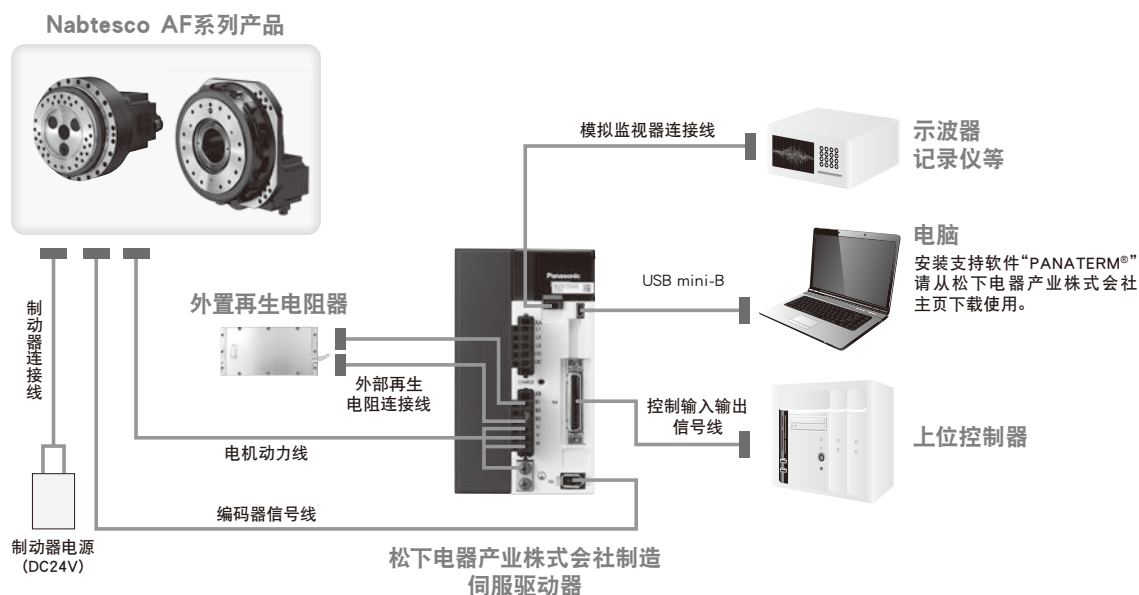 Nabtesco AF系列产品
模拟监视器连接线
示波器
记录仪等
电脑
安装支持软件“PANATERM®”
请从松下电器产业株式会社
主页下载使用。
USB mini-B
Panasonic
外置再生电阻器
制动器连接线
外部再生
电阻连接线
控制输入输出
信号线
上位控制器
电机动力线
编码器信号线
制动器电源
(DC24V)
松下电器产业株式会社制造
伺服驱动器